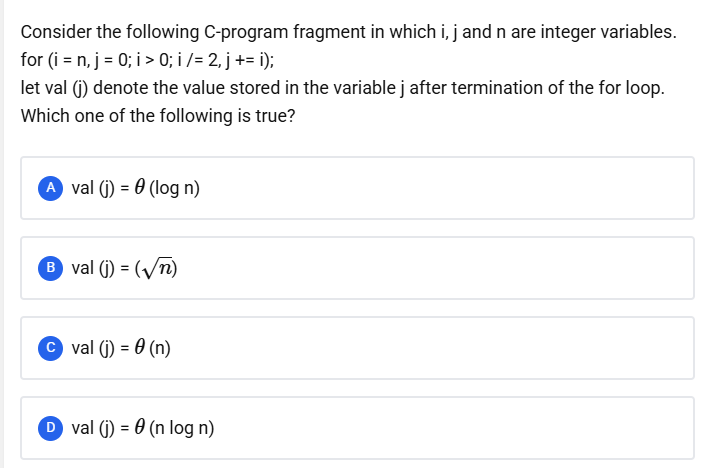 Consider the following C-program fragment in which i, j and n are integer variables.
for (i = n, j = 0; i > 0; i /= 2, j += i);
let val (j) denote the value stored in the variable j after termination of the for loop.
Which one of the following is true?
A val (j) = θ (log n)
B val (j) = (√n)
C val (j) = θ (n)
D val (j) = θ (n log n)